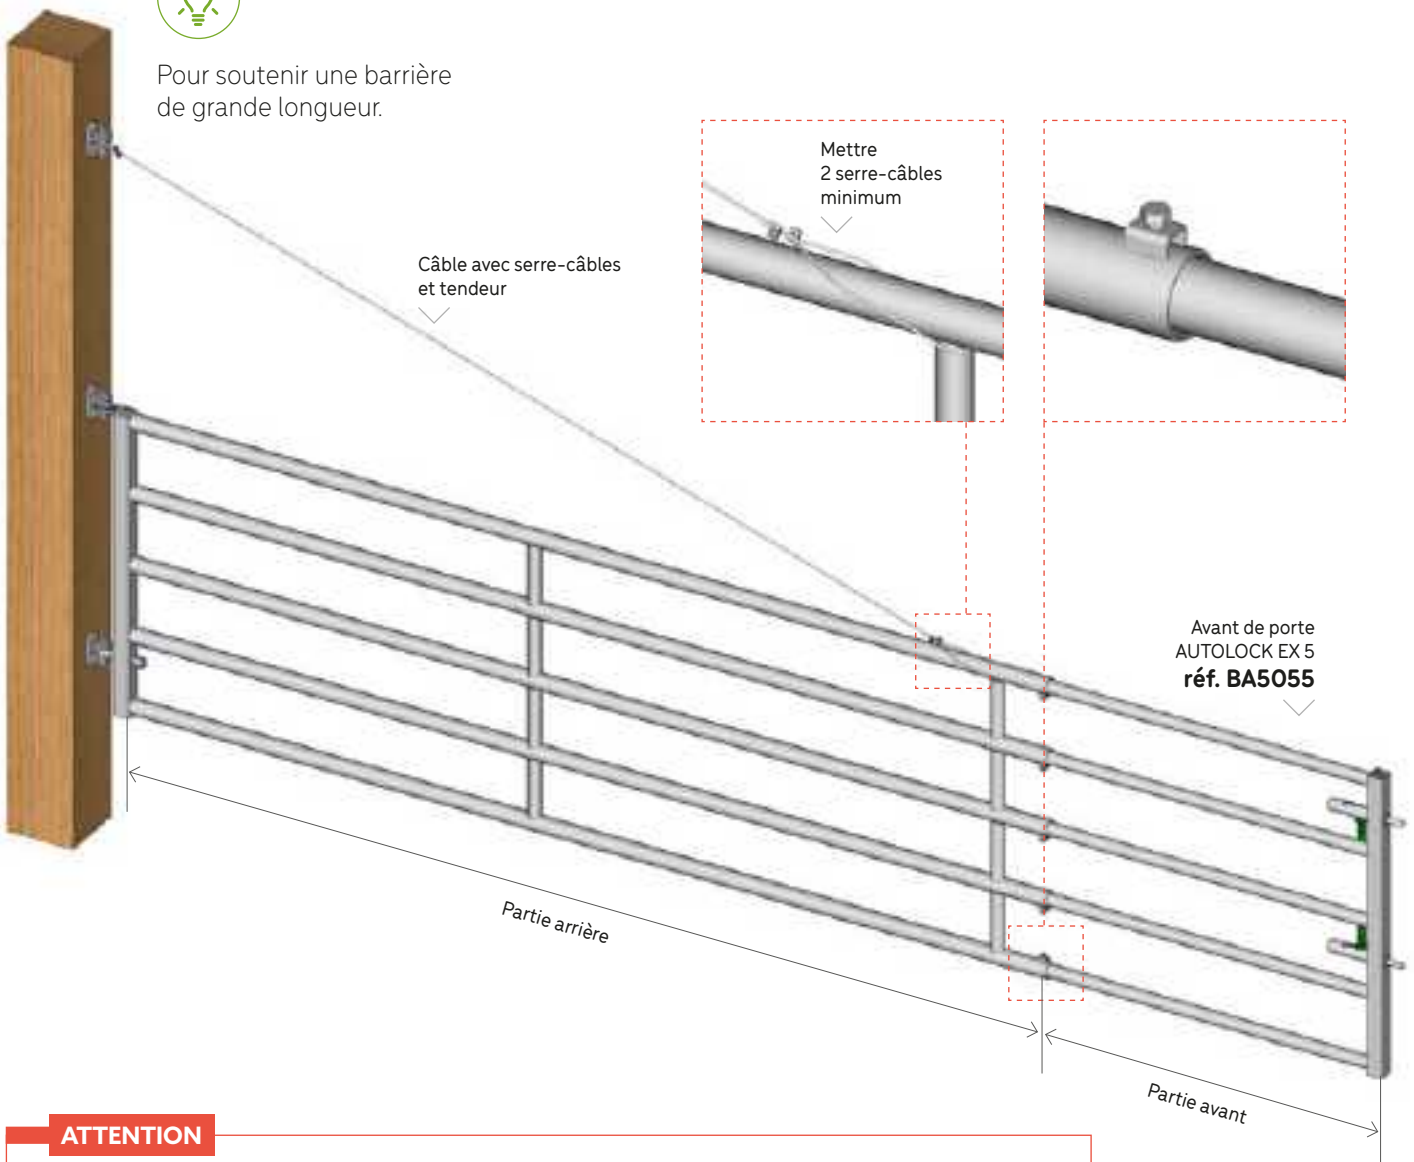 Pour soutenir une barrière
de grande longueur.
Mettre
2 serre-câbles
minimum
Câble avec serre-câbles
et tendeur
Avant de porte
AUTOLOCK EX 5
réf. BA5055
Partie arrière
Partie avant
ATTENTION